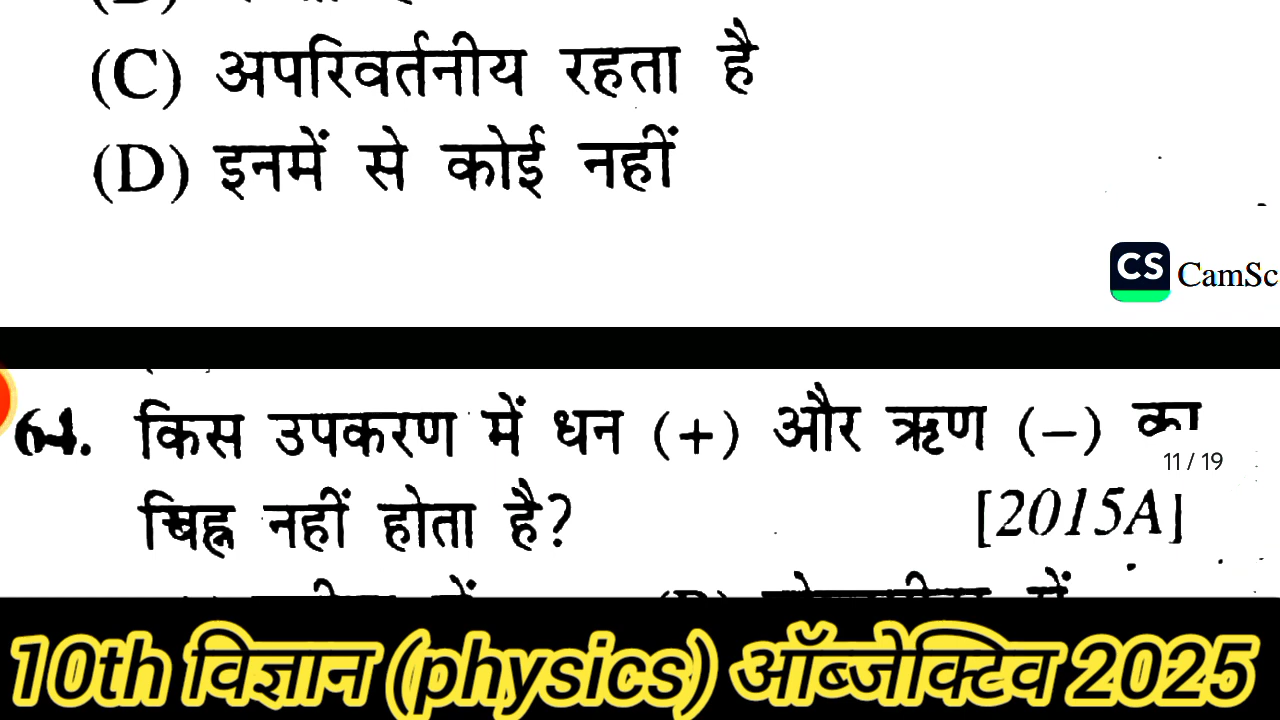 (C) अपरिवर्तनीय रहता है
(D) इनमें से कोई नहीं
CS CamSc
64. किस उपकरण में धन (+) और ऋण (−) का
11 / 19
चिह्न नहीं होता है? [2015A]
10th विज्ञान (physics) ऑब्जेक्टिव 2025